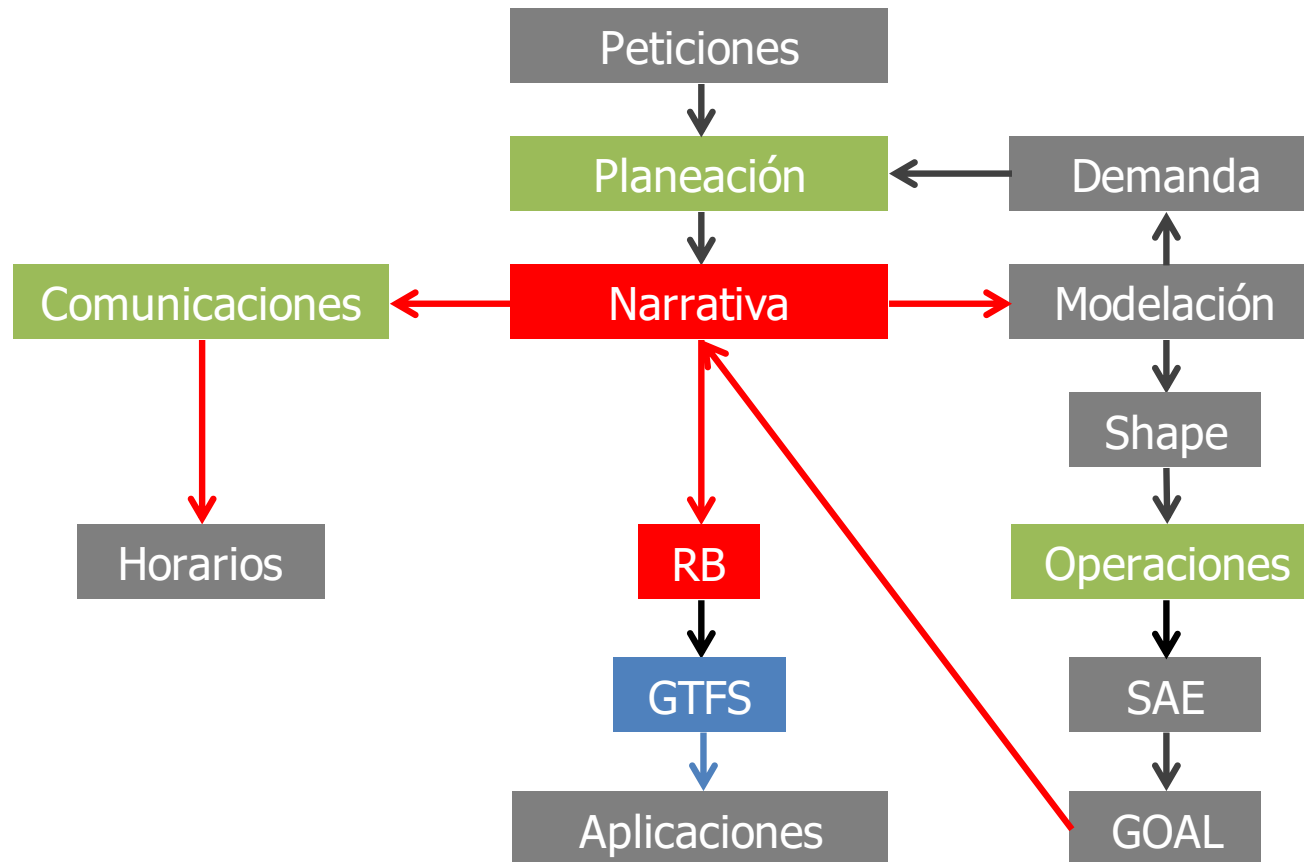 Peticiones
Planeación
Demanda
Comunicaciones
Narrativa
Modelación
Shape
Horarios
RB
Operaciones
GTFS
SAE
Aplicaciones
GOAL